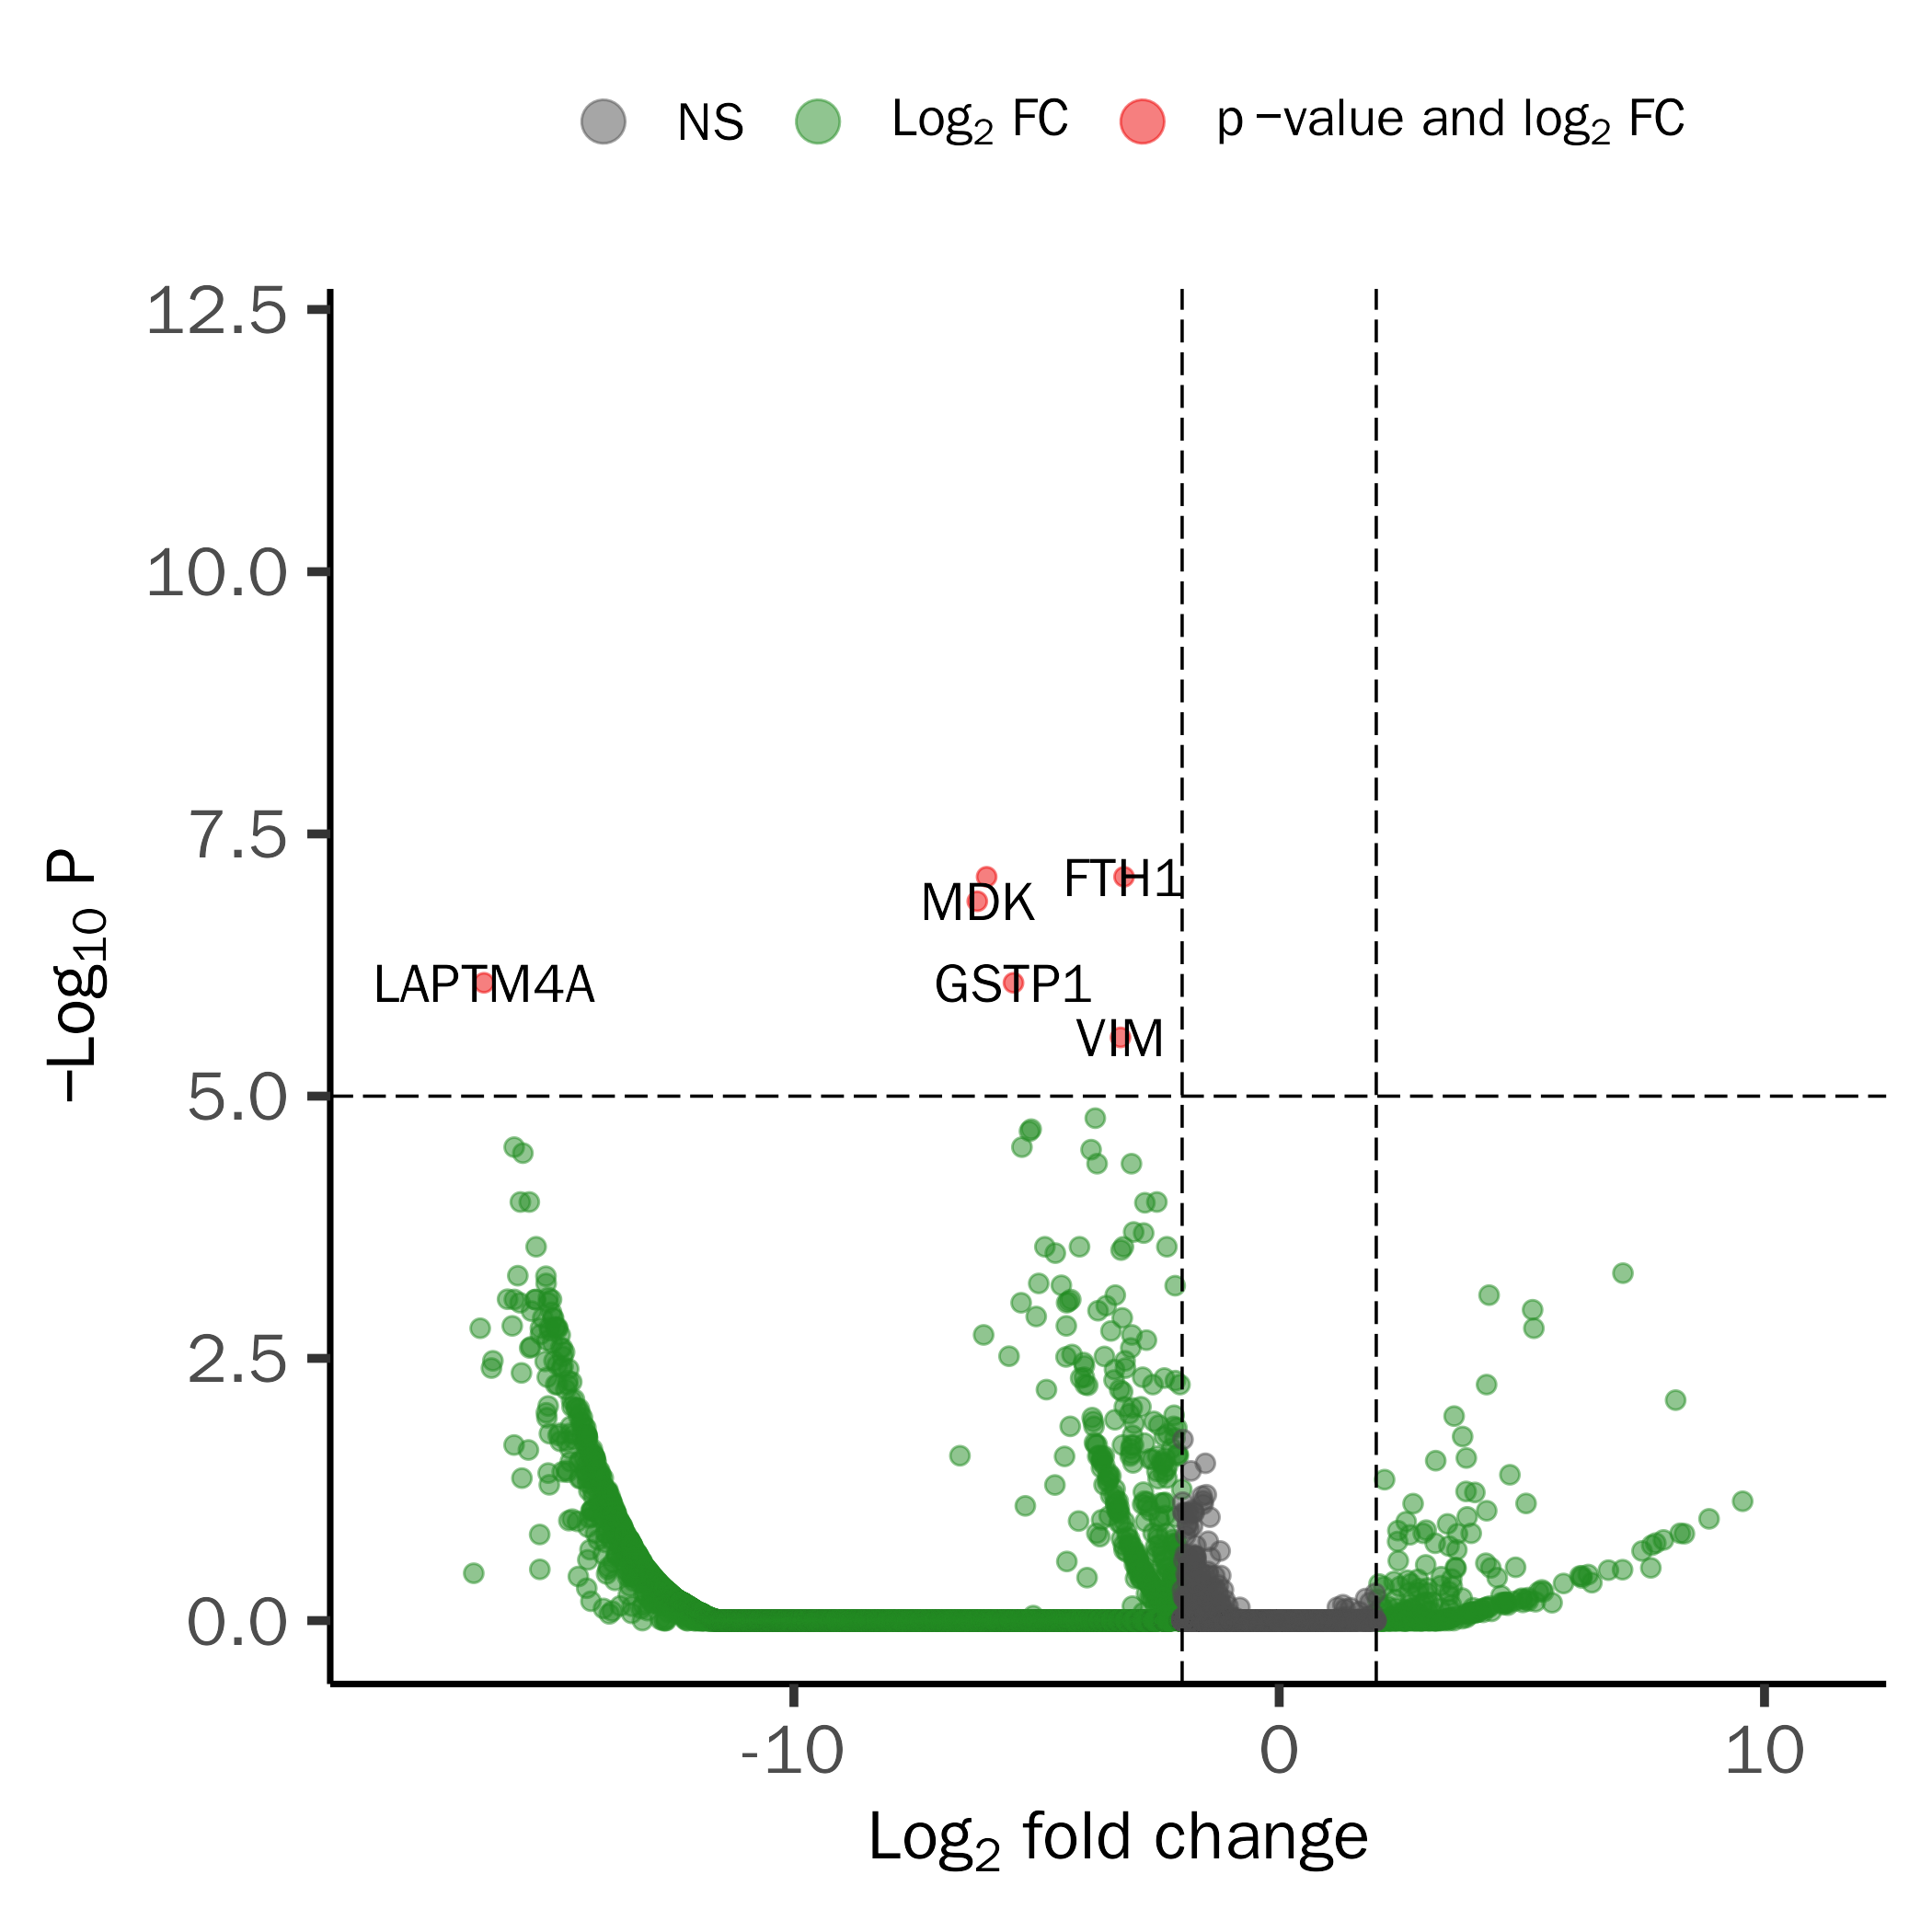 NS Log₂ FC p −value and log₂ FC
12.5
10.0
7.5
5.0
2.5
0.0
−Log₁₀ P
FTH1
MDK
LAPTM4A
GSTP1
VIM
-10 0 10
Log₂ fold change